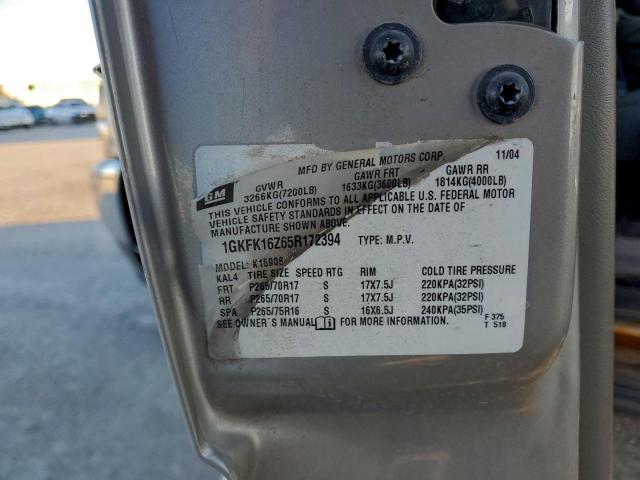 MFD BY GENERAL MOTORS CORP. 11/04
GM GVWR GAWR FRT GAWR RR
3266KG(7200LB) 1633KG(3600LB) 1814KG(4000LB)
THIS VEHICLE CONFORMS TO ALL APPLICABLE U.S. FEDERAL MOTOR
VEHICLE SAFETY STANDARDS IN EFFECT ON THE DATE OF
MANUFACTURE SHOWN ABOVE.
1GKFK16Z65R172394 TYPE: M.P.V.
MODEL: K15906
KAL4 TIRE SIZE SPEED RTG RIM COLD TIRE PRESSURE
FRT P265/70R17 S 17X7.5J 220KPA(32PSI)
RR P265/70R17 S 17X7.5J 220KPA(32PSI)
SPA P265/75R16 S 16X6.5J 240KPA(35PSI)
SEE OWNER'S MANUAL FOR MORE INFORMATION. F 375
T 518